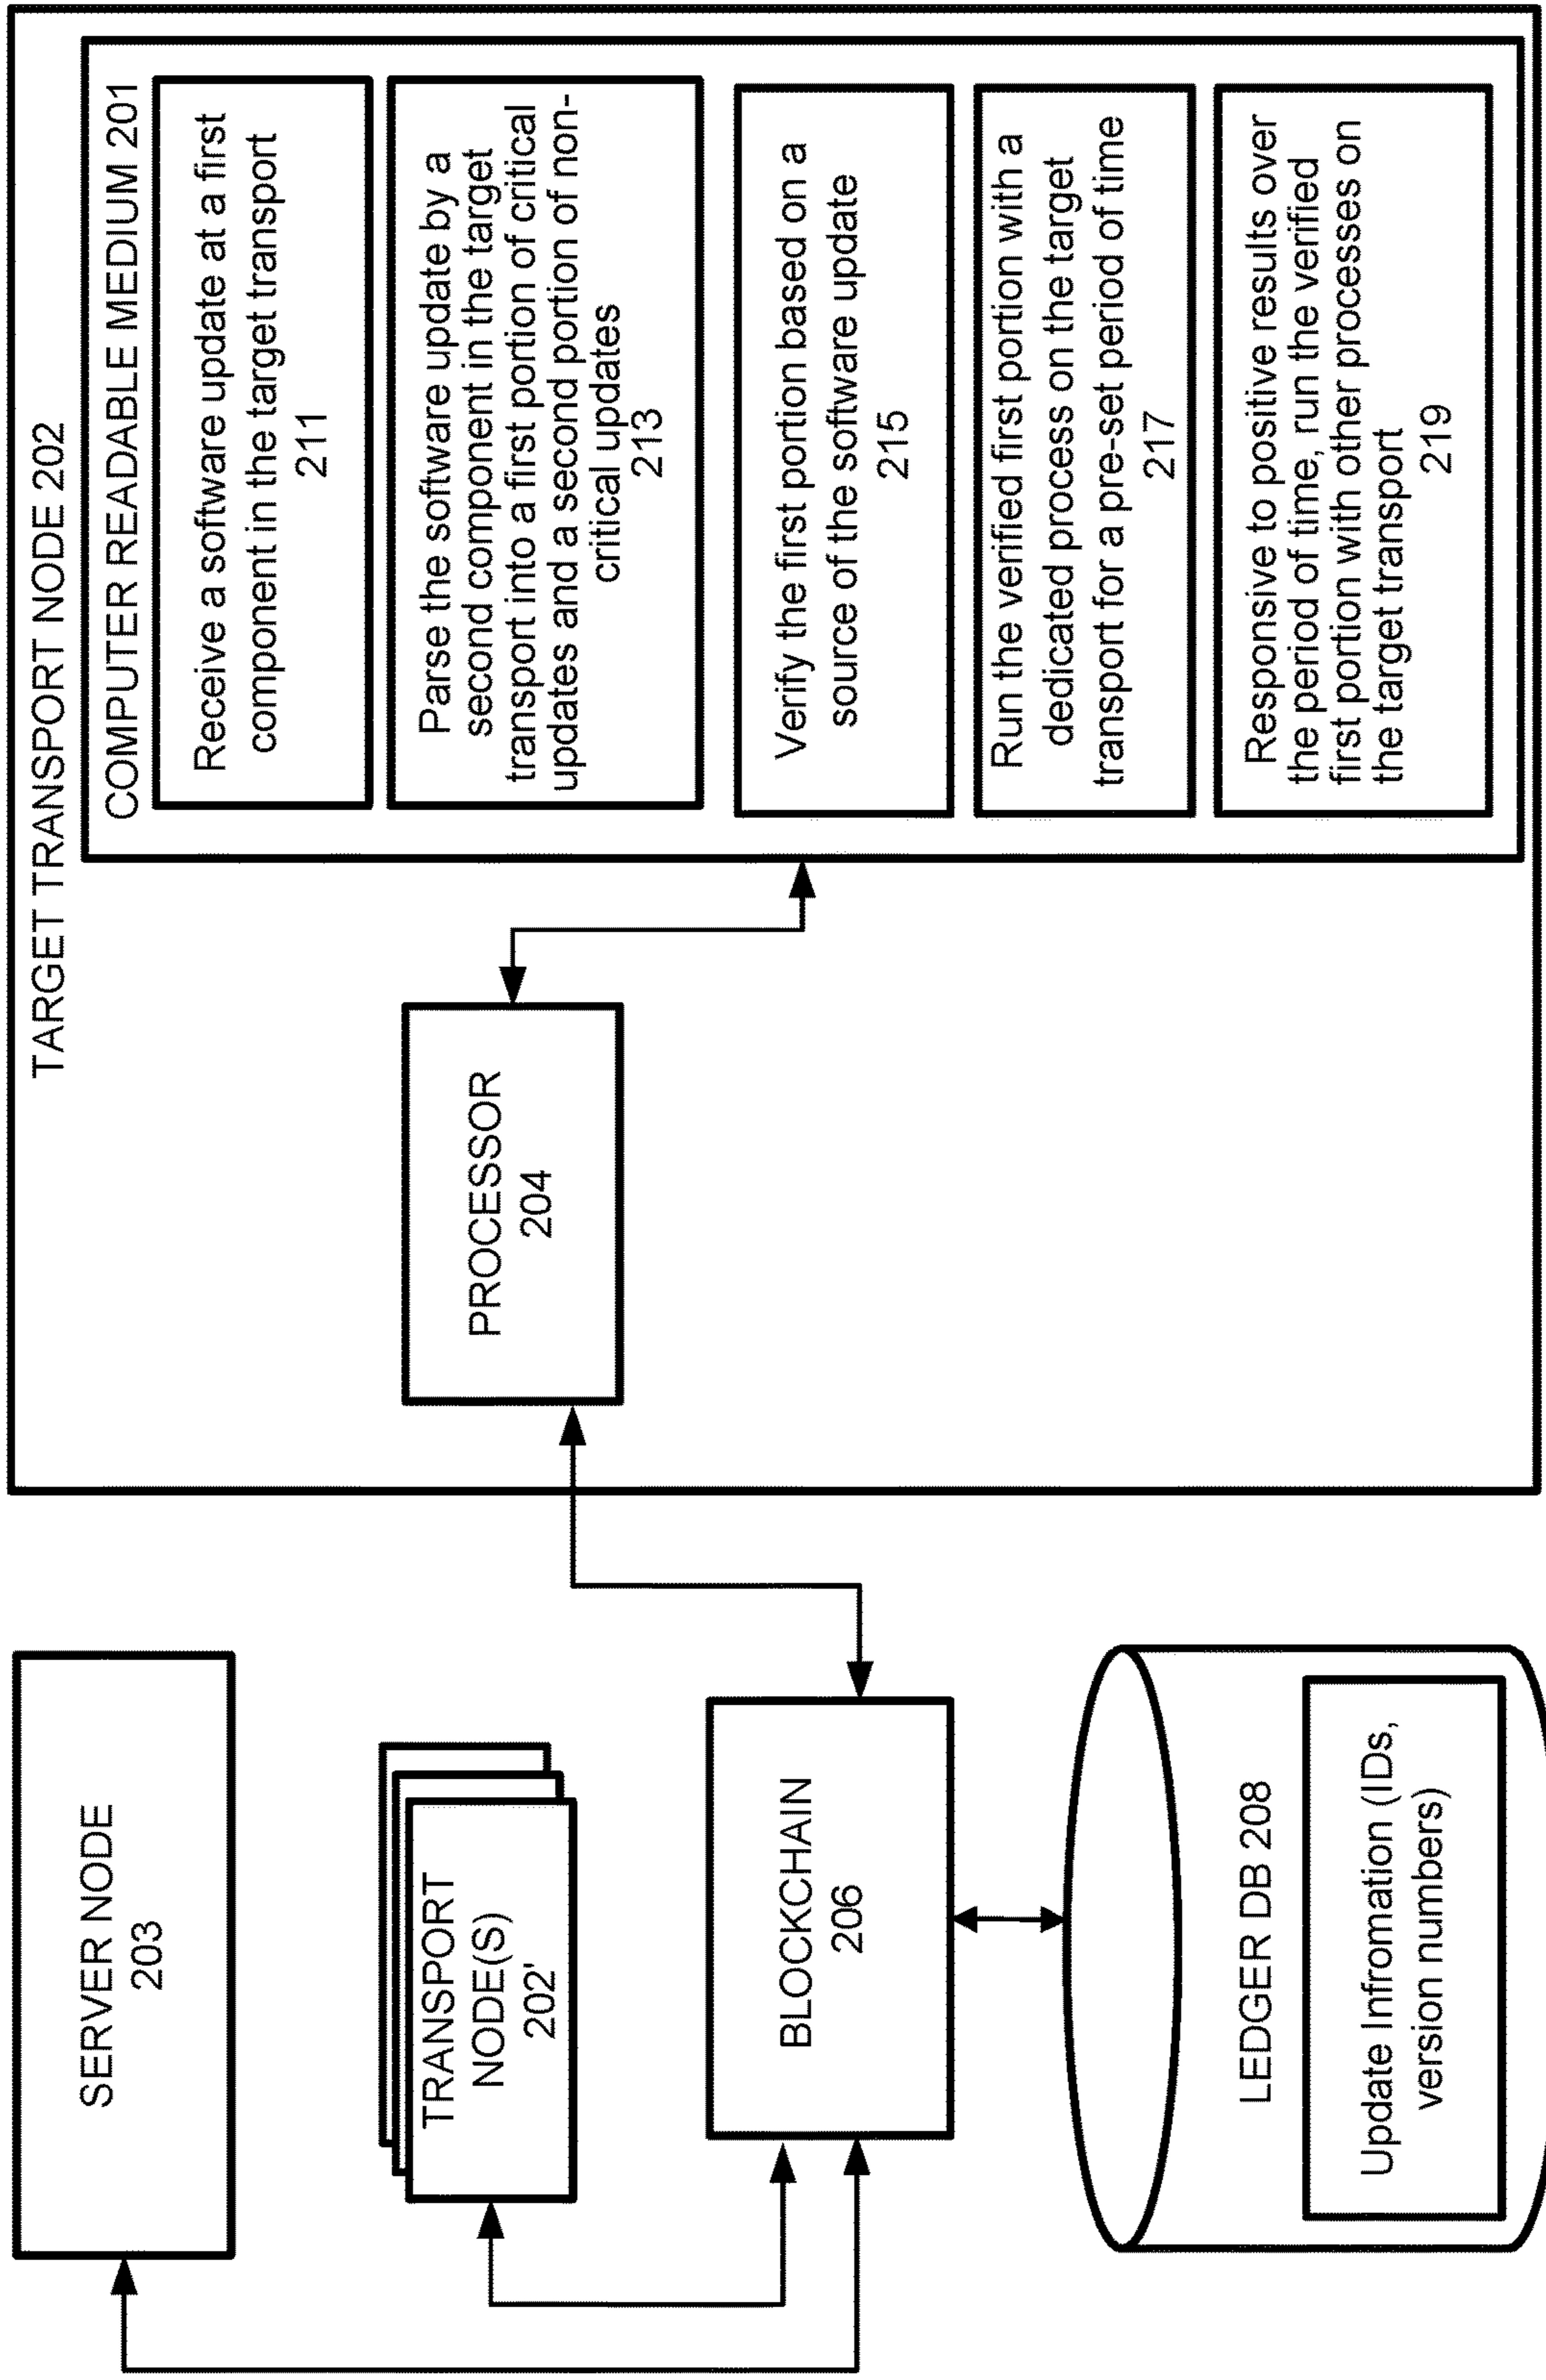 SERVER NODE
203
TRANSPORT
NODE(S)
202'
BLOCKCHAIN
206
LEDGER DB 208
Update Infromation (IDs,
version numbers)
TARGET TRANSPORT NODE 202
PROCESSOR
204
COMPUTER READABLE MEDIUM 201
Receive a software update at a first
component in the target transport
211
Parse the software update by a
second component in the target
transport into a first portion of critical
updates and a second portion of non-
critical updates
213
Verify the first portion based on a
source of the software update
215
Run the verified first portion with a
dedicated process on the target
transport for a pre-set period of time
217
Responsive to positive results over
the period of time, run the verified
first portion with other processes on
the target transport
219